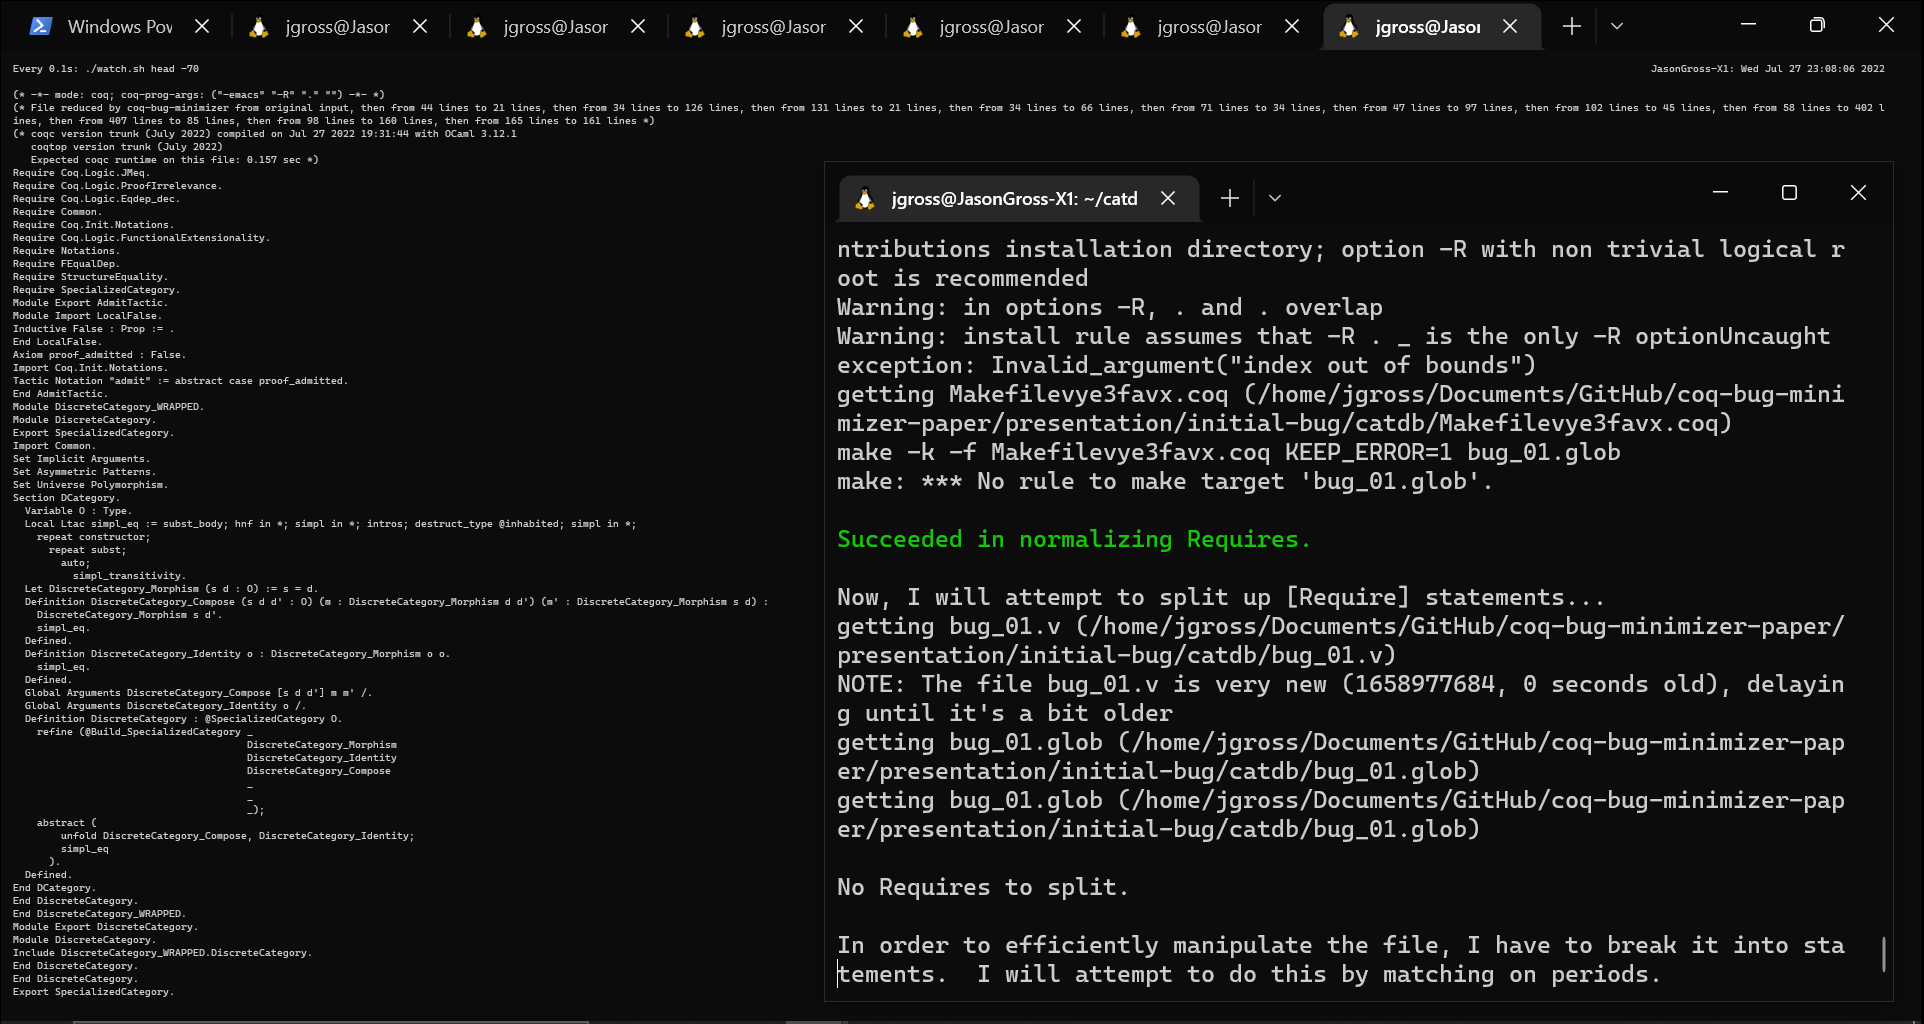 Windows Pov
jgross@Jasor
jgross@Jasor
jgross@Jasor
jgross@Jasor
jgross@Jasor
jgross@Jasor
Every 0.1s: ./watch.sh head -70
JasonGross-X1: Wed Jul 27 23:08:06 2022
(* -*- mode: coq; coq-prog-args: ("-emacs" "-R" "." "") -*- *)
(* File reduced by coq-bug-minimizer from original input, then from 44 lines to 21 lines, then from 34 lines to 126 lines, then from 131 lines to 21 lines, then from 34 lines to 66 lines, then from 71 lines to 34 lines, then from 47 lines to 97 lines, then from 102 lines to 45 lines, then from 58 lines to 402 l
ines, then from 407 lines to 85 lines, then from 98 lines to 160 lines, then from 165 lines to 161 lines *)
(* coqc version trunk (July 2022) compiled on Jul 27 2022 19:31:44 with OCaml 3.12.1
   coqtop version trunk (July 2022)
   Expected coqc runtime on this file: 0.157 sec *)
Require Coq.Logic.JMeq.
Require Coq.Logic.ProofIrrelevance.
Require Coq.Logic.Eqdep_dec.
Require Common.
Require Coq.Init.Notations.
Require Coq.Logic.FunctionalExtensionality.
Require Notations.
Require FEqualDep.
Require StructureEquality.
Require SpecializedCategory.
Module Export AdmitTactic.
Module Import LocalFalse.
Inductive False : Prop := .
End LocalFalse.
Axiom proof_admitted : False.
Import Coq.Init.Notations.
Tactic Notation "admit" := abstract case proof_admitted.
End AdmitTactic.
Module DiscreteCategory_WRAPPED.
Module DiscreteCategory.
Export SpecializedCategory.
Import Common.
Set Implicit Arguments.
Set Asymmetric Patterns.
Set Universe Polymorphism.
Section DCategory.
  Variable O : Type.
  Local Ltac simpl_eq := subst_body; hnf in *; simpl in *; intros; destruct_type @inhabited; simpl in *;
    repeat constructor;
      repeat subst;
        auto;
          simpl_transitivity.
  Let DiscreteCategory_Morphism (s d : O) := s = d.
  Definition DiscreteCategory_Compose (s d d' : O) (m : DiscreteCategory_Morphism d d') (m' : DiscreteCategory_Morphism s d) :
    DiscreteCategory_Morphism s d'.
    simpl_eq.
  Defined.
  Definition DiscreteCategory_Identity o : DiscreteCategory_Morphism o o.
    simpl_eq.
  Defined.
  Global Arguments DiscreteCategory_Compose [s d d'] m m' /.
  Global Arguments DiscreteCategory_Identity o /.
  Definition DiscreteCategory : @SpecializedCategory O.
    refine (@Build_SpecializedCategory _
                                       DiscreteCategory_Morphism
                                       DiscreteCategory_Identity
                                       DiscreteCategory_Compose
                                       _
                                       _
                                       _);
    abstract (
        unfold DiscreteCategory_Compose, DiscreteCategory_Identity;
        simpl_eq
      ).
  Defined.
End DCategory.
End DiscreteCategory.
End DiscreteCategory_WRAPPED.
Module Export DiscreteCategory.
Module DiscreteCategory.
Include DiscreteCategory_WRAPPED.DiscreteCategory.
End DiscreteCategory.
End DiscreteCategory.
Export SpecializedCategory.
jgross@JasonGross-X1: ~/catd
ntributions installation directory; option -R with non trivial logical r
oot is recommended
Warning: in options -R, . and . overlap
Warning: install rule assumes that -R . _ is the only -R optionUncaught
exception: Invalid_argument("index out of bounds")
getting Makefilevye3favx.coq (/home/jgross/Documents/GitHub/coq-bug-mini
mizer-paper/presentation/initial-bug/catdb/Makefilevye3favx.coq)
make -k -f Makefilevye3favx.coq KEEP_ERROR=1 bug_01.glob
make: *** No rule to make target 'bug_01.glob'.
Succeeded in normalizing Requires.
Now, I will attempt to split up [Require] statements...
getting bug_01.v (/home/jgross/Documents/GitHub/coq-bug-minimizer-paper/
presentation/initial-bug/catdb/bug_01.v)
NOTE: The file bug_01.v is very new (1658977684, 0 seconds old), delayin
g until it's a bit older
getting bug_01.glob (/home/jgross/Documents/GitHub/coq-bug-minimizer-pap
er/presentation/initial-bug/catdb/bug_01.glob)
getting bug_01.glob (/home/jgross/Documents/GitHub/coq-bug-minimizer-pap
er/presentation/initial-bug/catdb/bug_01.glob)
No Requires to split.
In order to efficiently manipulate the file, I have to break it into sta
tements.  I will attempt to do this by matching on periods.